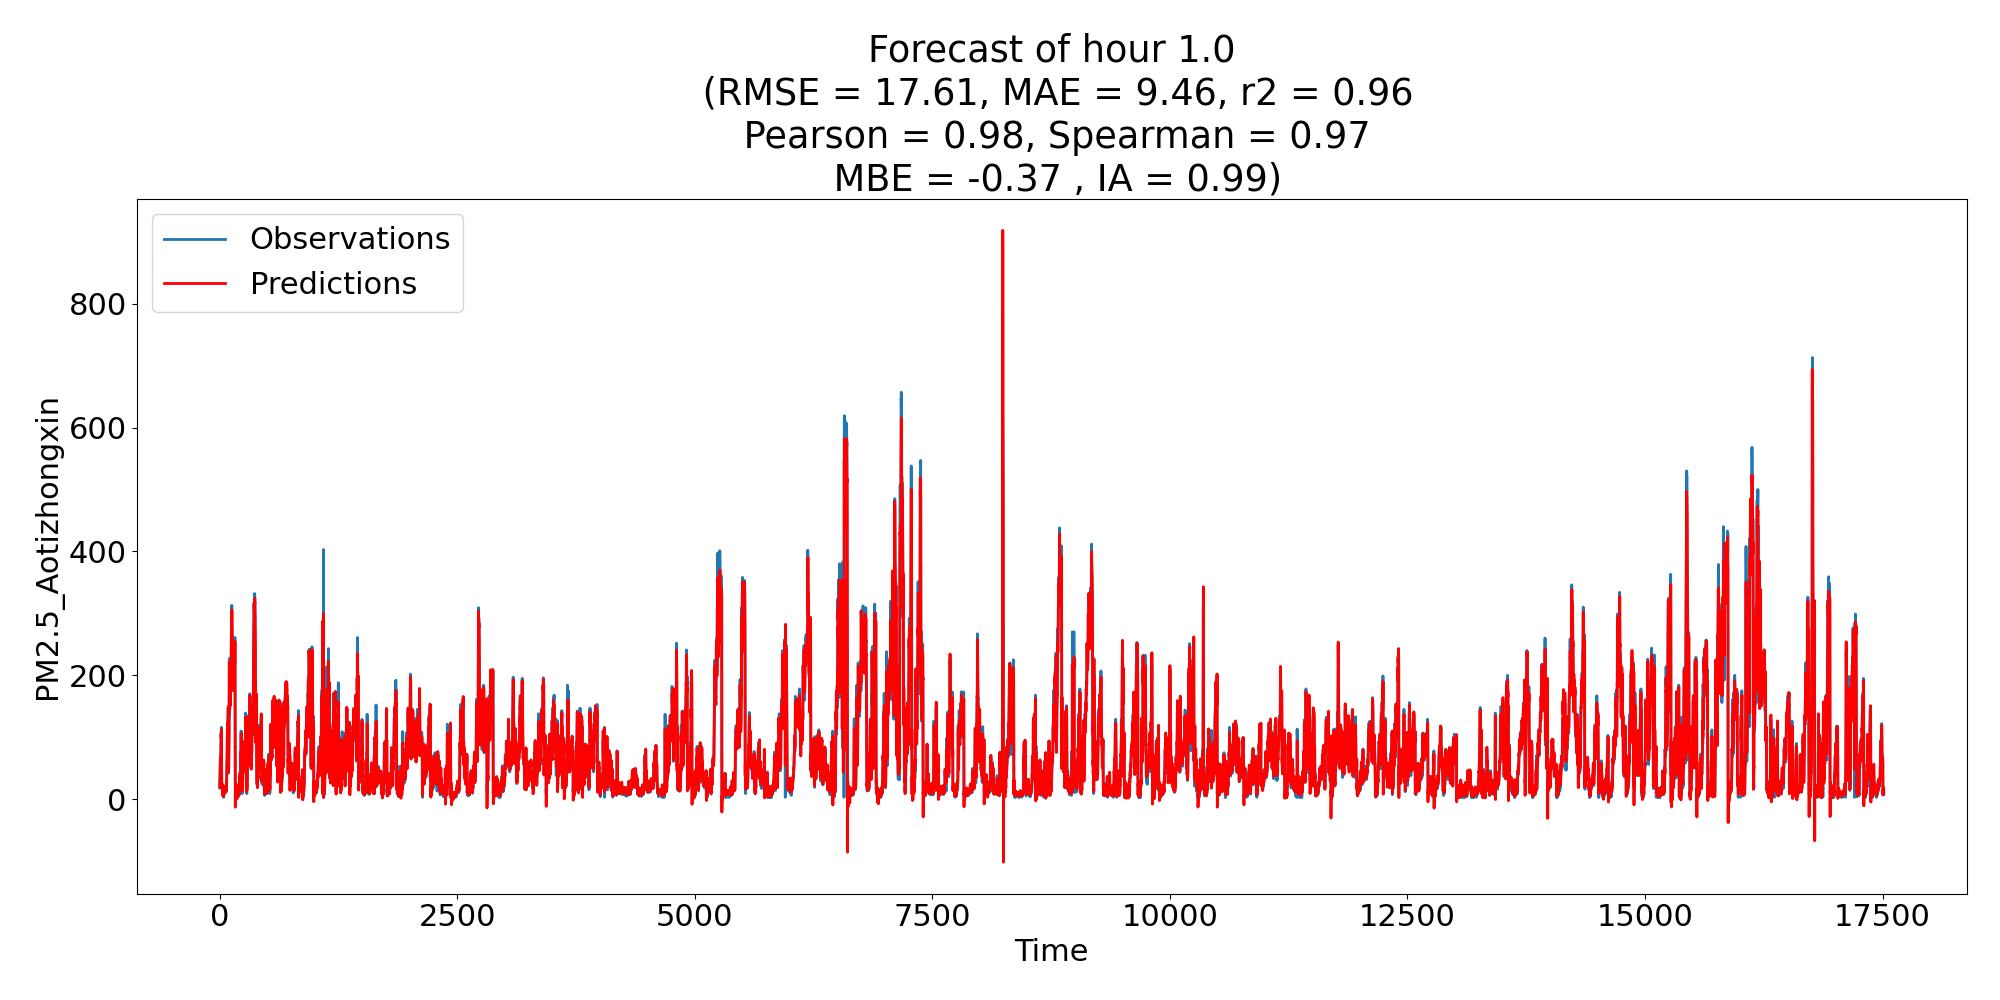 Forecast of hour 1.0
(RMSE = 17.61, MAE = 9.46, r2 = 0.96
Pearson = 0.98, Spearman = 0.97
MBE = -0.37 , IA = 0.99)
Observations
Predictions
PM2.5_Aotizhongxin
800
600
400
200
0
0 2500 5000 7500 10000 12500 15000 17500
Time